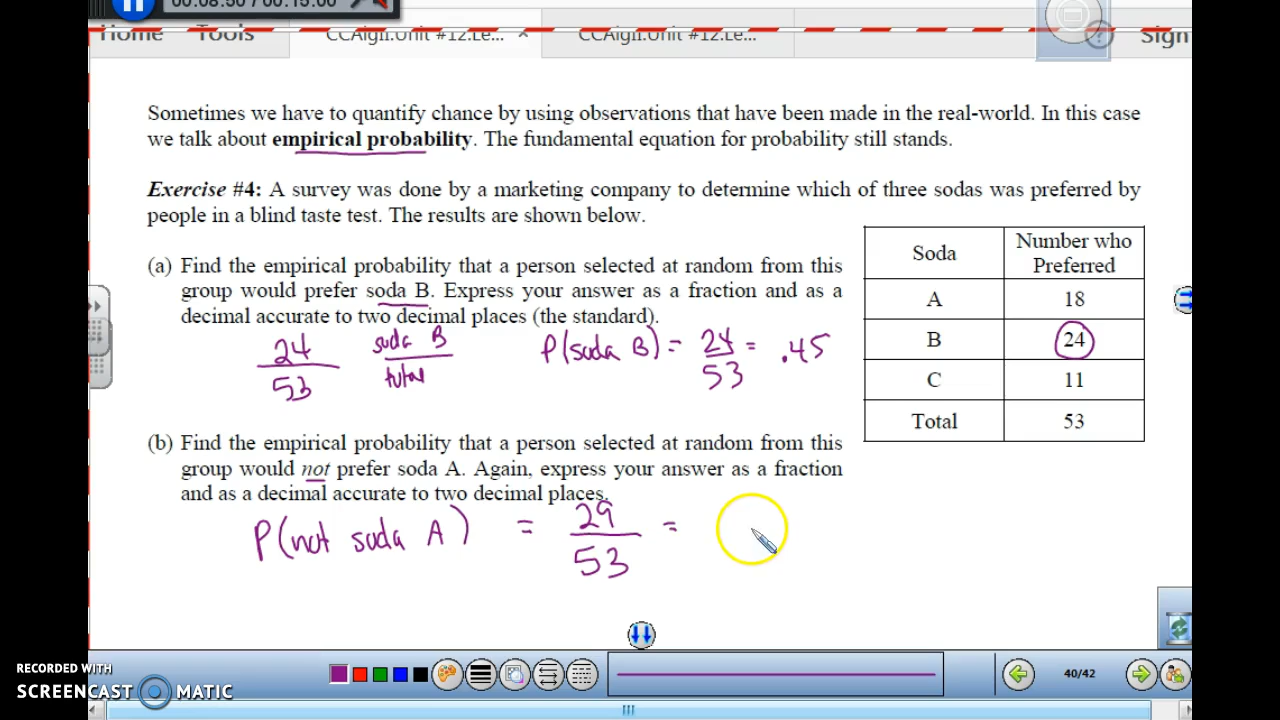 00:08:50 / 00:15:00
Home Tools CCAlgII.Unit #12.Le... CCAlgII.Unit #12.Le... Sign
Sometimes we have to quantify chance by using observations that have been made in the real-world. In this case
we talk about empirical probability. The fundamental equation for probability still stands.
Exercise #4: A survey was done by a marketing company to determine which of three sodas was preferred by
people in a blind taste test. The results are shown below.
(a) Find the empirical probability that a person selected at random from this
group would prefer soda B. Express your answer as a fraction and as a
decimal accurate to two decimal places (the standard).
24/53 soda B/total P(soda B) = 24/53 = .45
Soda Number who Preferred
A 18
B 24
C 11
Total 53
(b) Find the empirical probability that a person selected at random from this
group would not prefer soda A. Again, express your answer as a fraction
and as a decimal accurate to two decimal places.
P(not soda A) = 29/53 =
40/42
RECORDED WITH
SCREENCAST MATIC